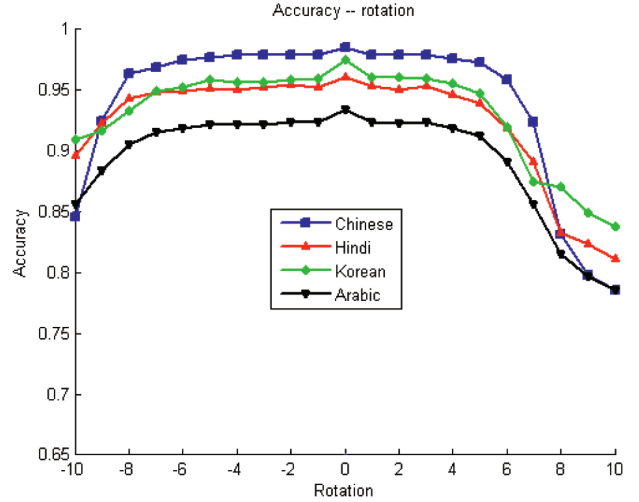 Accuracy -- rotation
1
0.95
0.9
0.85
0.8
0.75
0.7
0.65
Accuracy
Chinese
Hindi
Korean
Arabic
-10 -8 -6 -4 -2 0 2 4 6 8 10
Rotation